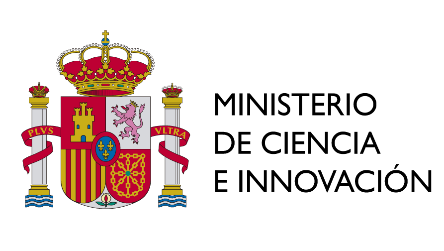 PLVS VLTRA
MINISTERIO
DE CIENCIA
E INNOVACIÓN